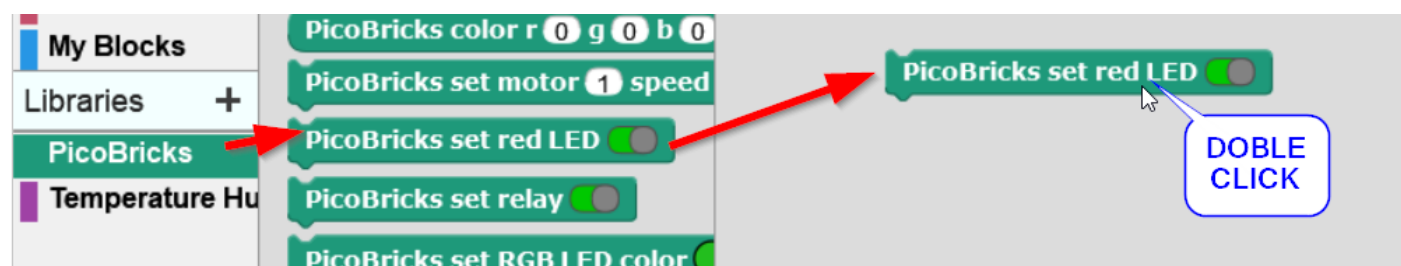 My Blocks
Libraries +
PicoBricks
Temperature Hu
PicoBricks color r 0 g 0 b 0
PicoBricks set motor 1 speed
PicoBricks set red LED
PicoBricks set relay
PicoBricks set RGB LED color
PicoBricks set red LED
DOBLE
CLICK